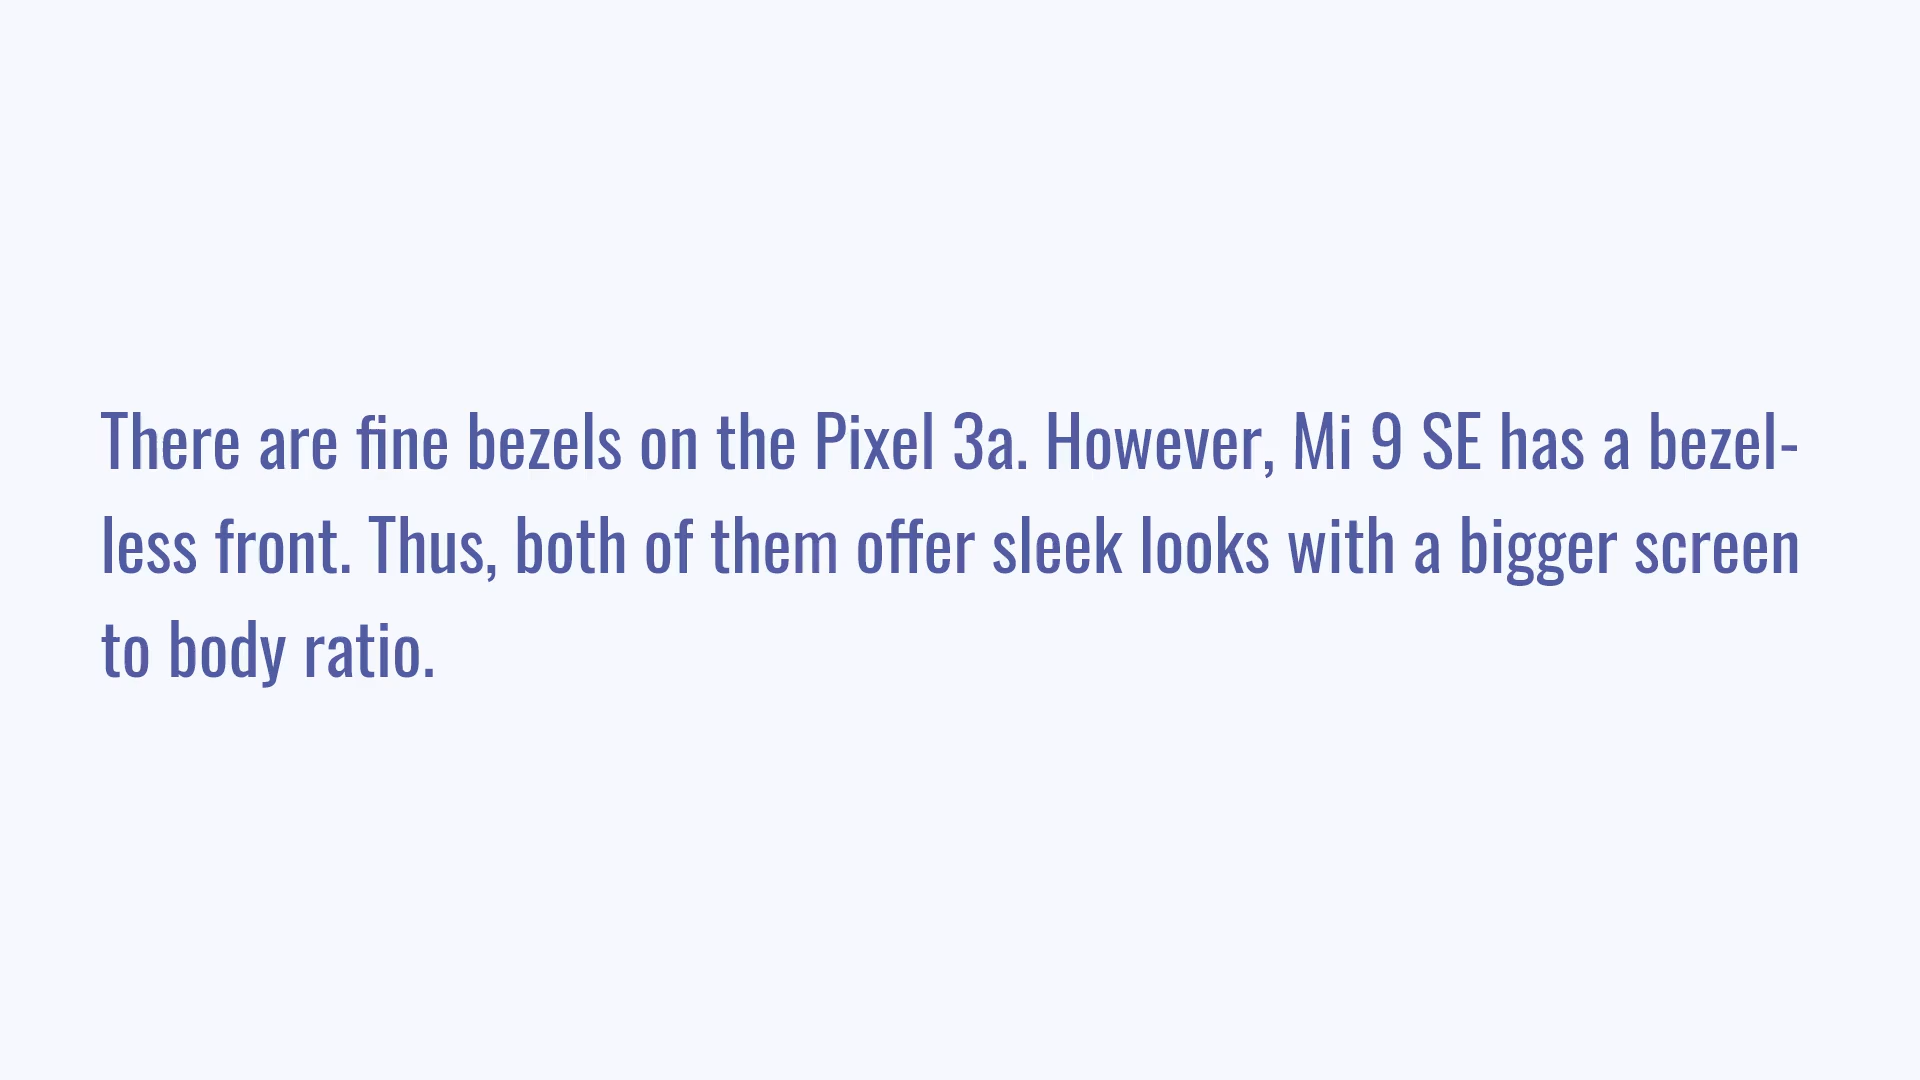 There are fine bezels on the Pixel 3a. However, Mi 9 SE has a bezel-
less front. Thus, both of them offer sleek looks with a bigger screen
to body ratio.